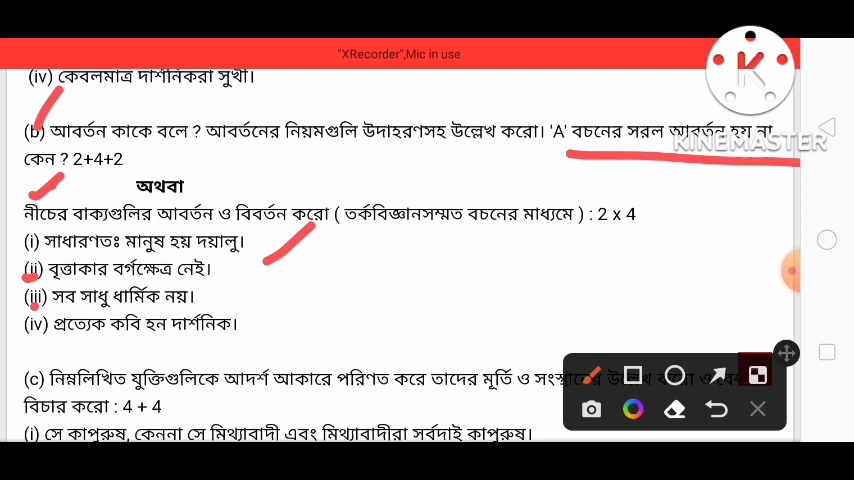 "XRecorder",Mic in use
(iv) কেবলমাত্র দার্শনিকরা সুখী।
K
(b) আবর্তন কাকে বলে ? আবর্তনের নিয়মগুলি উদাহরণসহ উল্লেখ করো। 'A' বচনের সরল আবর্তন হয় না
KINEMASTER
কেন ? 2+4+2
অথবা
নীচের বাক্যগুলির আবর্তন ও বিবর্তন করো ( তর্কবিজ্ঞানসম্মত বচনের মাধ্যমে ) : 2 x 4
(i) সাধারণতঃ মানুষ হয় দয়ালু।
(ii) বৃত্তাকার বর্গক্ষেত্র নেই।
(iii) সব সাধু ধার্মিক নয়।
(iv) প্রত্যেক কবি হন দার্শনিক।
(c) নিম্নলিখিত যুক্তিগুলিকে আদর্শ আকারে পরিণত করে তাদের মূর্তি ও
বিচার করো : 4 + 4
(i) সে কাপুরুষ, কেননা সে মিথ্যাবাদী এবং মিথ্যাবাদীরা সর্বদাই কাপুরুষ।